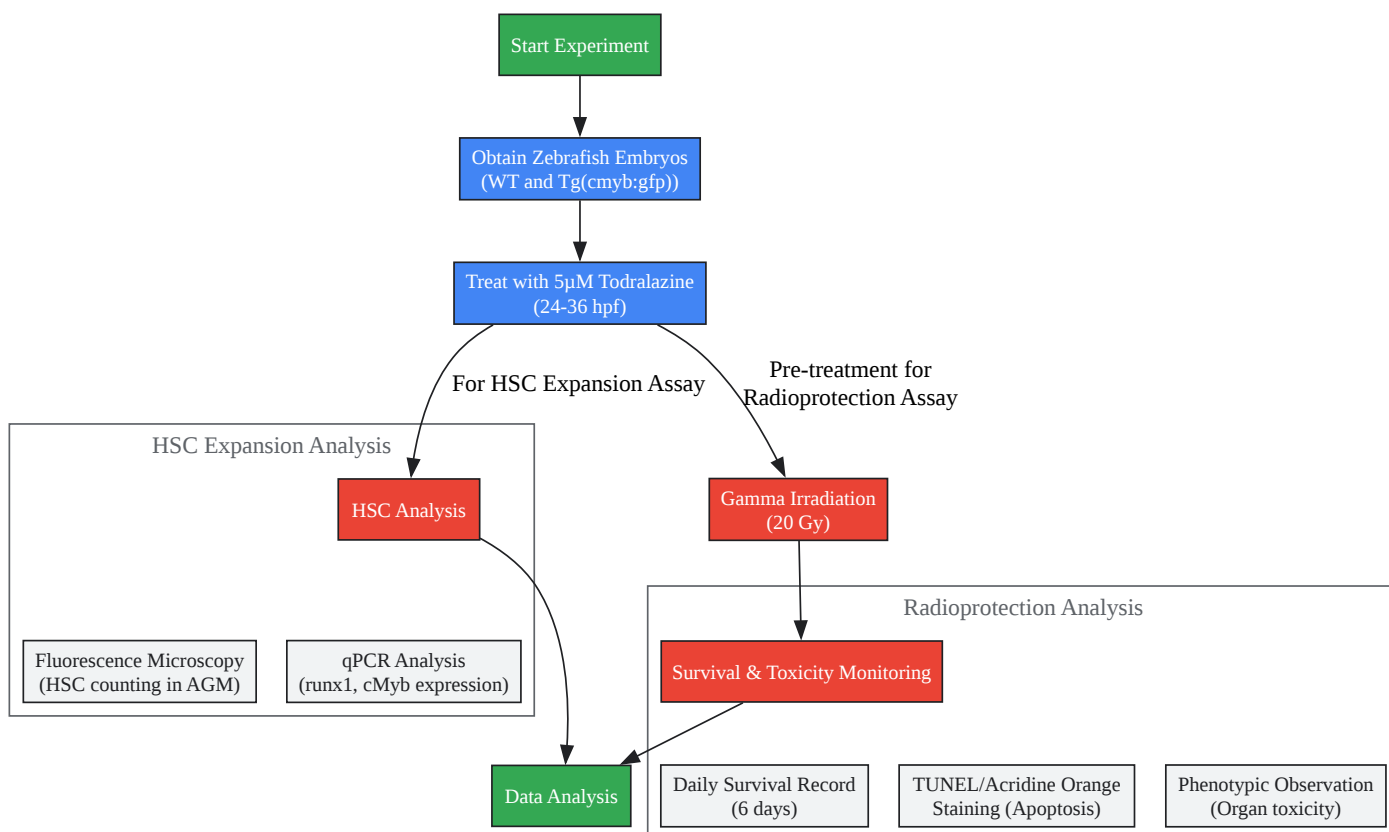 Start Experiment
Obtain Zebrafish Embryos
(WT and Tg(cmyb:gfp))
Treat with 5µM Todralazine
(24-36 hpf)
For HSC Expansion Assay
Pre-treatment for
Radioprotection Assay
HSC Expansion Analysis
HSC Analysis
Gamma Irradiation
(20 Gy)
Fluorescence Microscopy
(HSC counting in AGM)
qPCR Analysis
(runx1, cMyb expression)
Radioprotection Analysis
Survival & Toxicity Monitoring
Data Analysis
Daily Survival Record
(6 days)
TUNEL/Acridine Orange
Staining (Apoptosis)
Phenotypic Observation
(Organ toxicity)